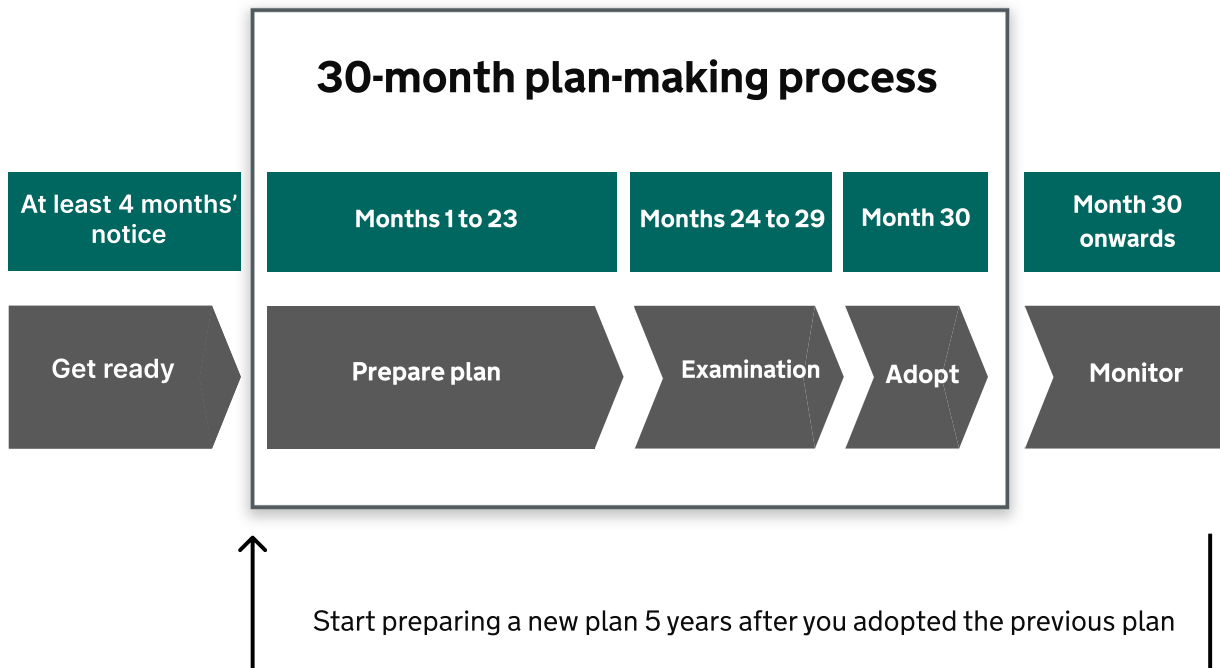 30-month plan-making process
At least 4 months’
notice
Months 1 to 23
Months 24 to 29
Month 30
Month 30
onwards
Get ready
Prepare plan
Examination
Adopt
Monitor
Start preparing a new plan 5 years after you adopted the previous plan